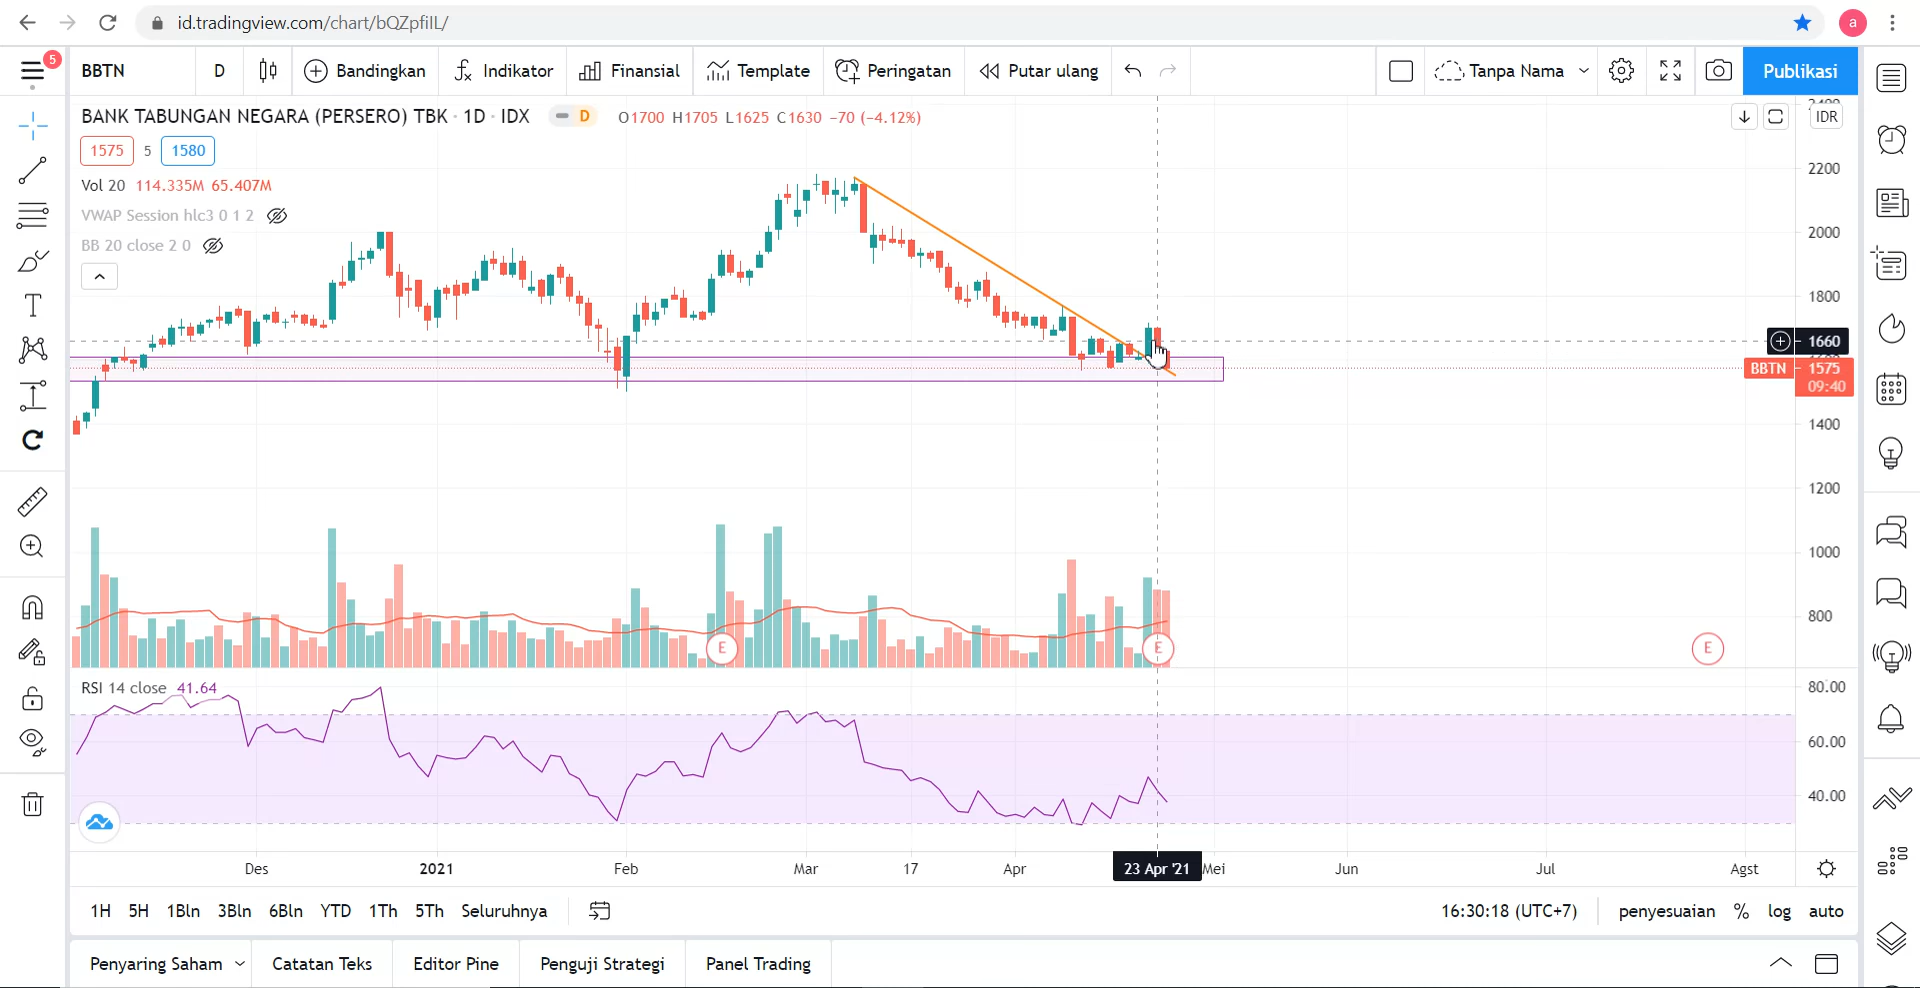 id.tradingview.com/chart/bQZpfiIL/
a
5
BBTN D Bandingkan Indikator Finansial Template Peringatan Putar ulang Tanpa Nama Publikasi
BANK TABUNGAN NEGARA (PERSERO) TBK · 1D · IDX D O1700 H1705 L1625 C1630 −70 (−4.12%)
IDR
1575 5 1580
Vol 20 114.335M 65.407M
VWAP Session hlc3 0 1 2
BB 20 close 2 0
2400
2200
2000
1800
1660
BBTN 1575
09:40
1400
1200
1000
800
E E E
RSI 14 close 41.64
80.00
60.00
40.00
Des 2021 Feb Mar 17 Apr 23 Apr '21 Mei Jun Jul Agst
1H 5H 1Bln 3Bln 6Bln YTD 1Th 5Th Seluruhnya 16:30:18 (UTC+7) penyesuaian % log auto
Penyaring Saham Catatan Teks Editor Pine Penguji Strategi Panel Trading